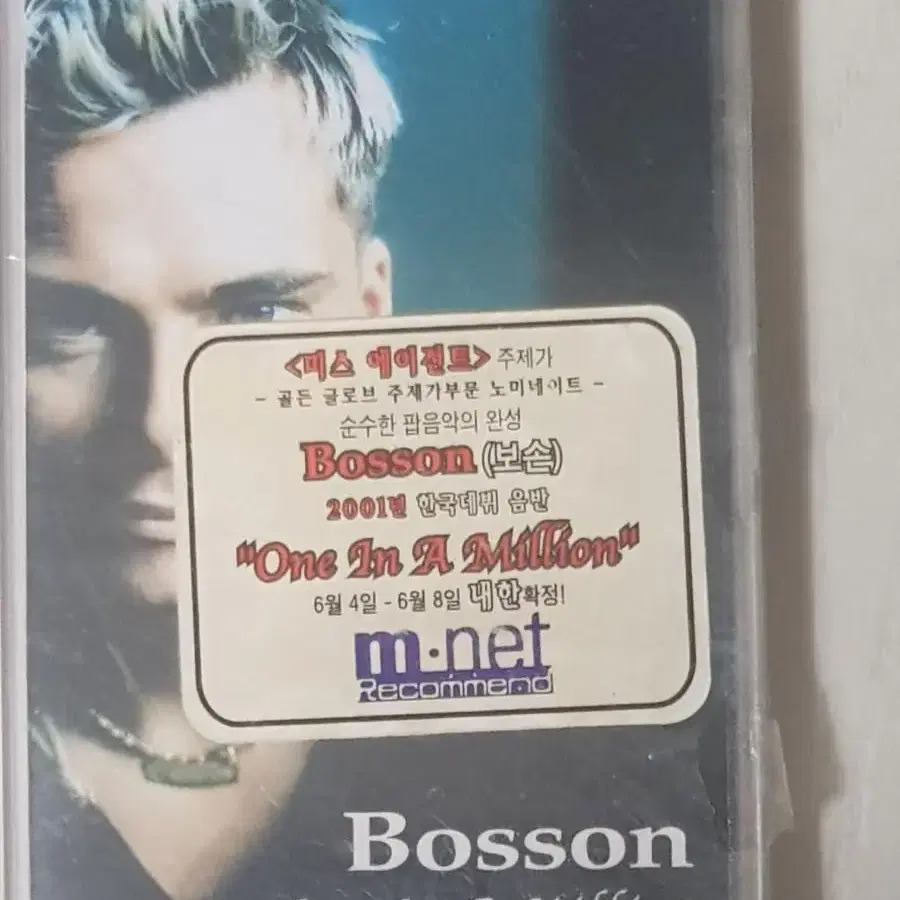 <미스 에이전트> 주제가
- 골든 글로브 주제가부문 노미네이트 -
순수한 팝음악의 완성
Bosson (보손)
2001년 한국데뷔 음반
"One In A Million"
6월 4일 - 6월 8일 내한확정!
m·net
Recommend
Bosson